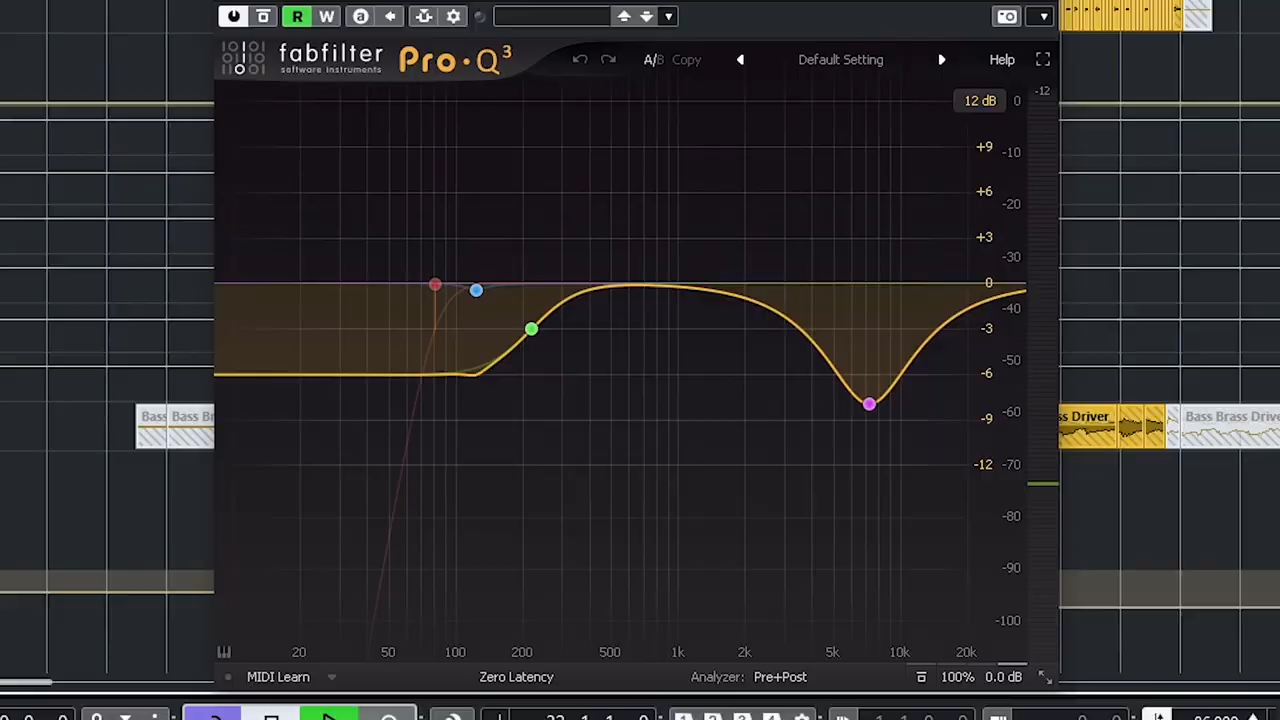 R W a
fabfilter
software instruments
Pro·Q³
A/B Copy
Default Setting
Help
-12
12 dB 0
+9 -10
+6 -20
+3 -30
0 -40
-3 -50
-6 -60
-9
-12 -70
-80
-90
-100
Bass Bass Br
ss Driver Bass Brass Drive
20 50 100 200 500 1k 2k 5k 10k 20k
MIDI Learn Zero Latency Analyzer: Pre+Post 100% 0.0 dB